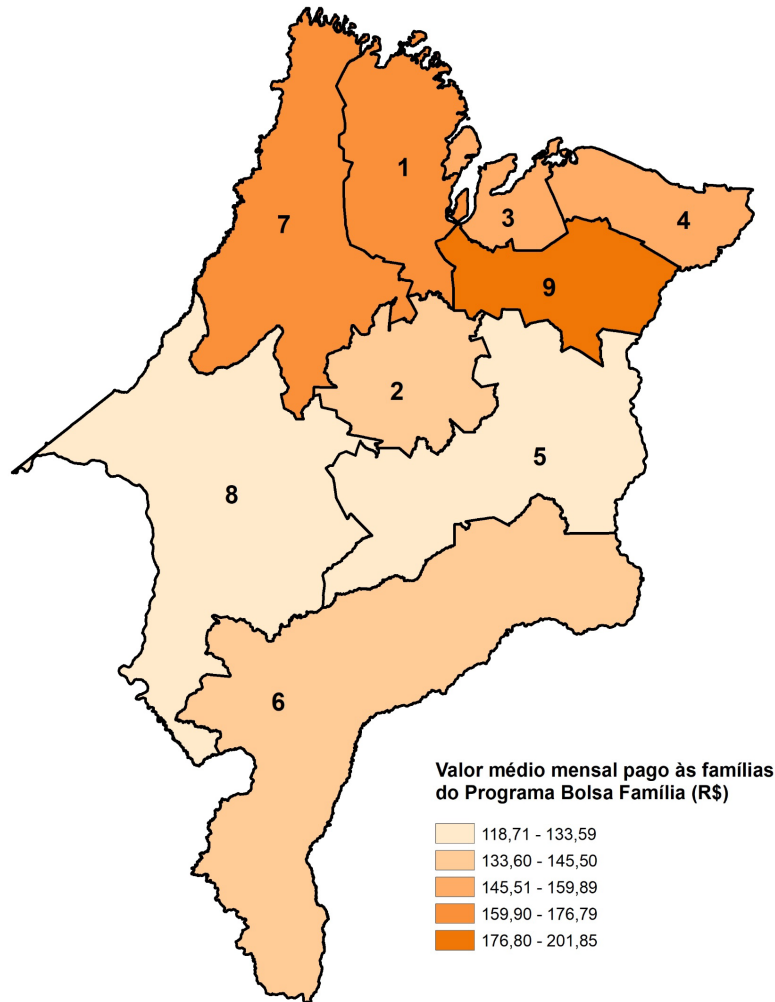 1
7
3
4
9
2
5
8
6
Valor médio mensal pago às famílias
do Programa Bolsa Família (R$)
118,71 - 133,59
133,60 - 145,50
145,51 - 159,89
159,90 - 176,79
176,80 - 201,85